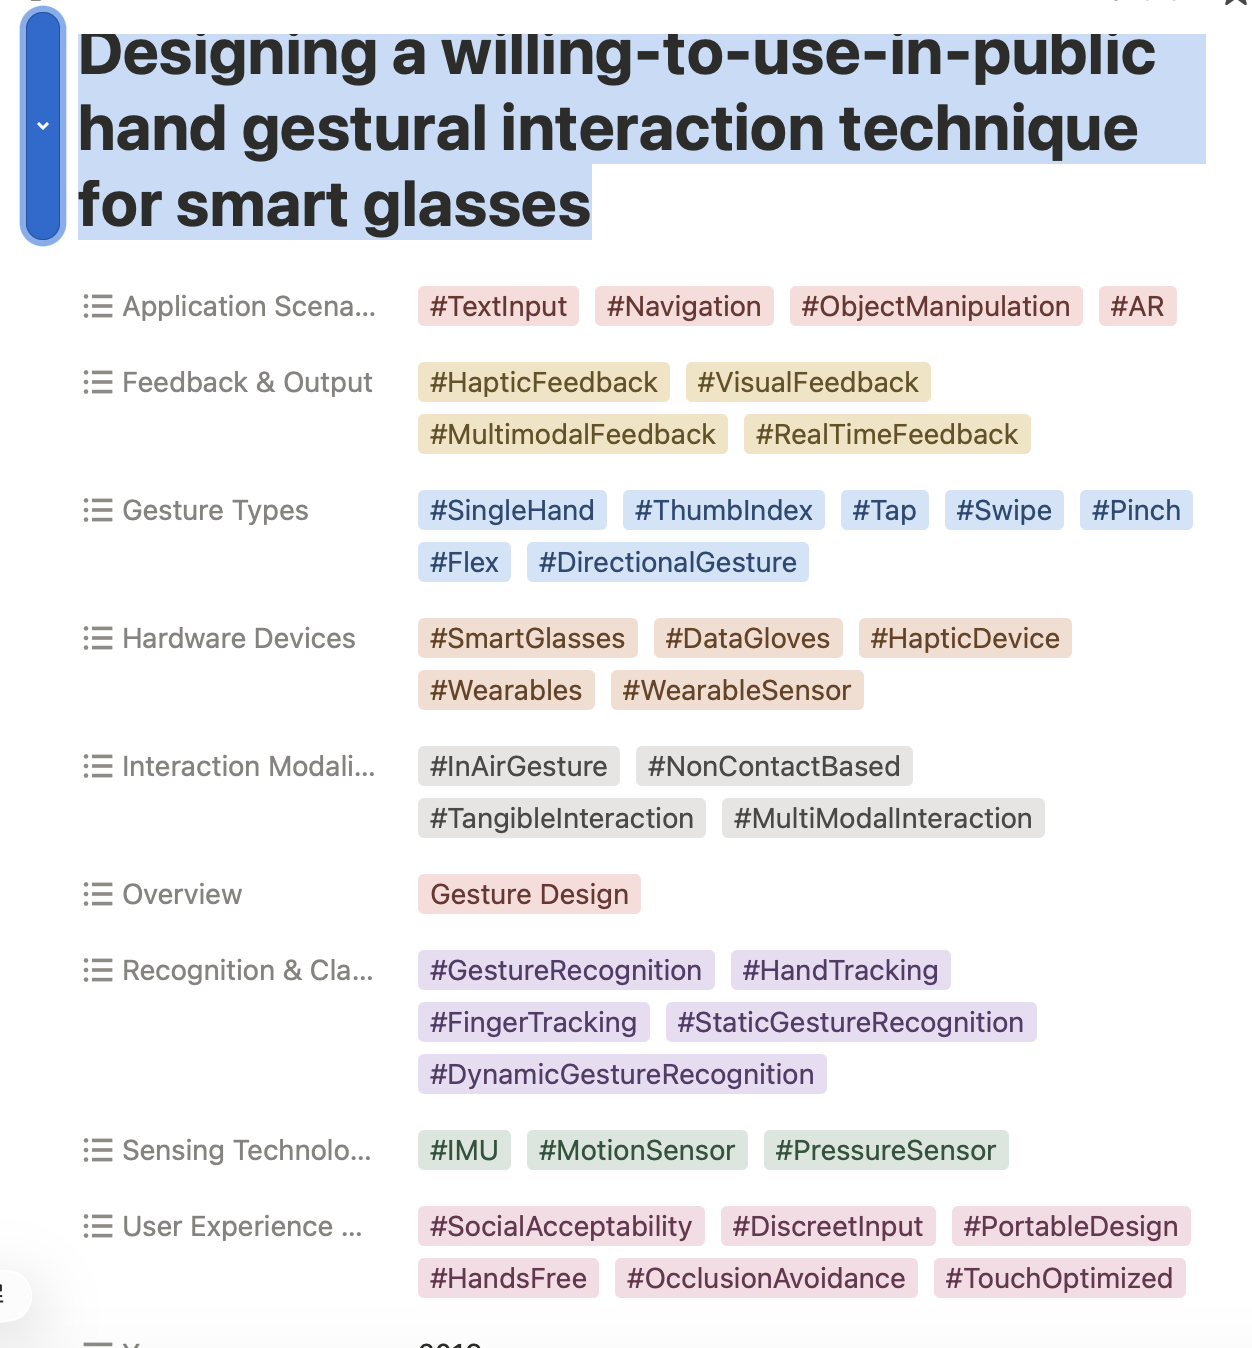 Designing a willing-to-use-in-public
hand gestural interaction technique
for smart glasses
Application Scena... #TextInput #Navigation #ObjectManipulation #AR
Feedback & Output #HapticFeedback #VisualFeedback
#MultimodalFeedback #RealTimeFeedback
Gesture Types #SingleHand #ThumbIndex #Tap #Swipe #Pinch
#Flex #DirectionalGesture
Hardware Devices #SmartGlasses #DataGloves #HapticDevice
#Wearables #WearableSensor
Interaction Modali... #InAirGesture #NonContactBased
#TangibleInteraction #MultiModalInteraction
Overview Gesture Design
Recognition & Cla... #GestureRecognition #HandTracking
#FingerTracking #StaticGestureRecognition
#DynamicGestureRecognition
Sensing Technolo... #IMU #MotionSensor #PressureSensor
User Experience ... #SocialAcceptability #DiscreetInput #PortableDesign
#HandsFree #OcclusionAvoidance #TouchOptimized